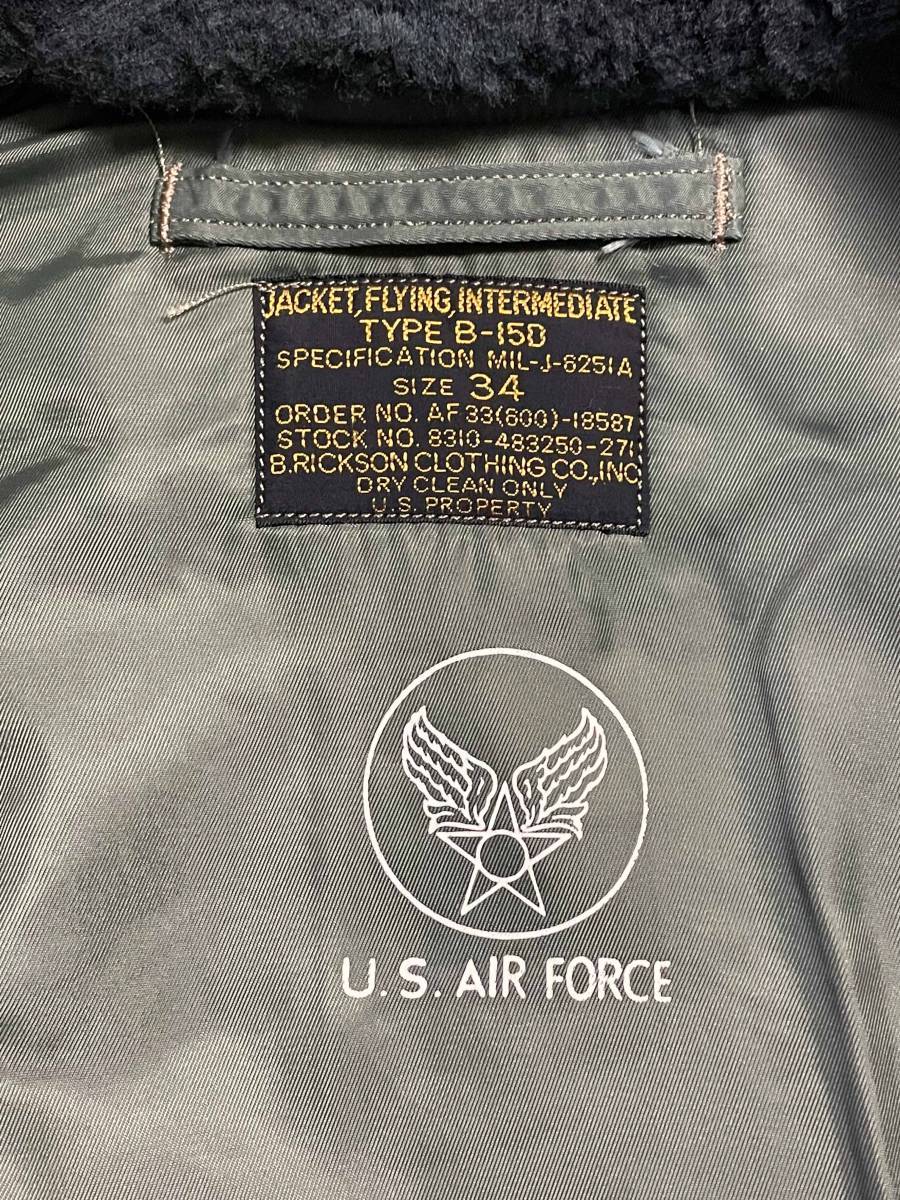 JACKET, FLYING, INTERMEDIATE
TYPE B-15D
SPECIFICATION MIL-J-6251A
SIZE 34
ORDER NO. AF 33(600)-18587
STOCK NO. 8310-483250-271
B.RICKSON CLOTHING CO., INC
DRY CLEAN ONLY
U.S. PROPERTY
U.S. AIR FORCE